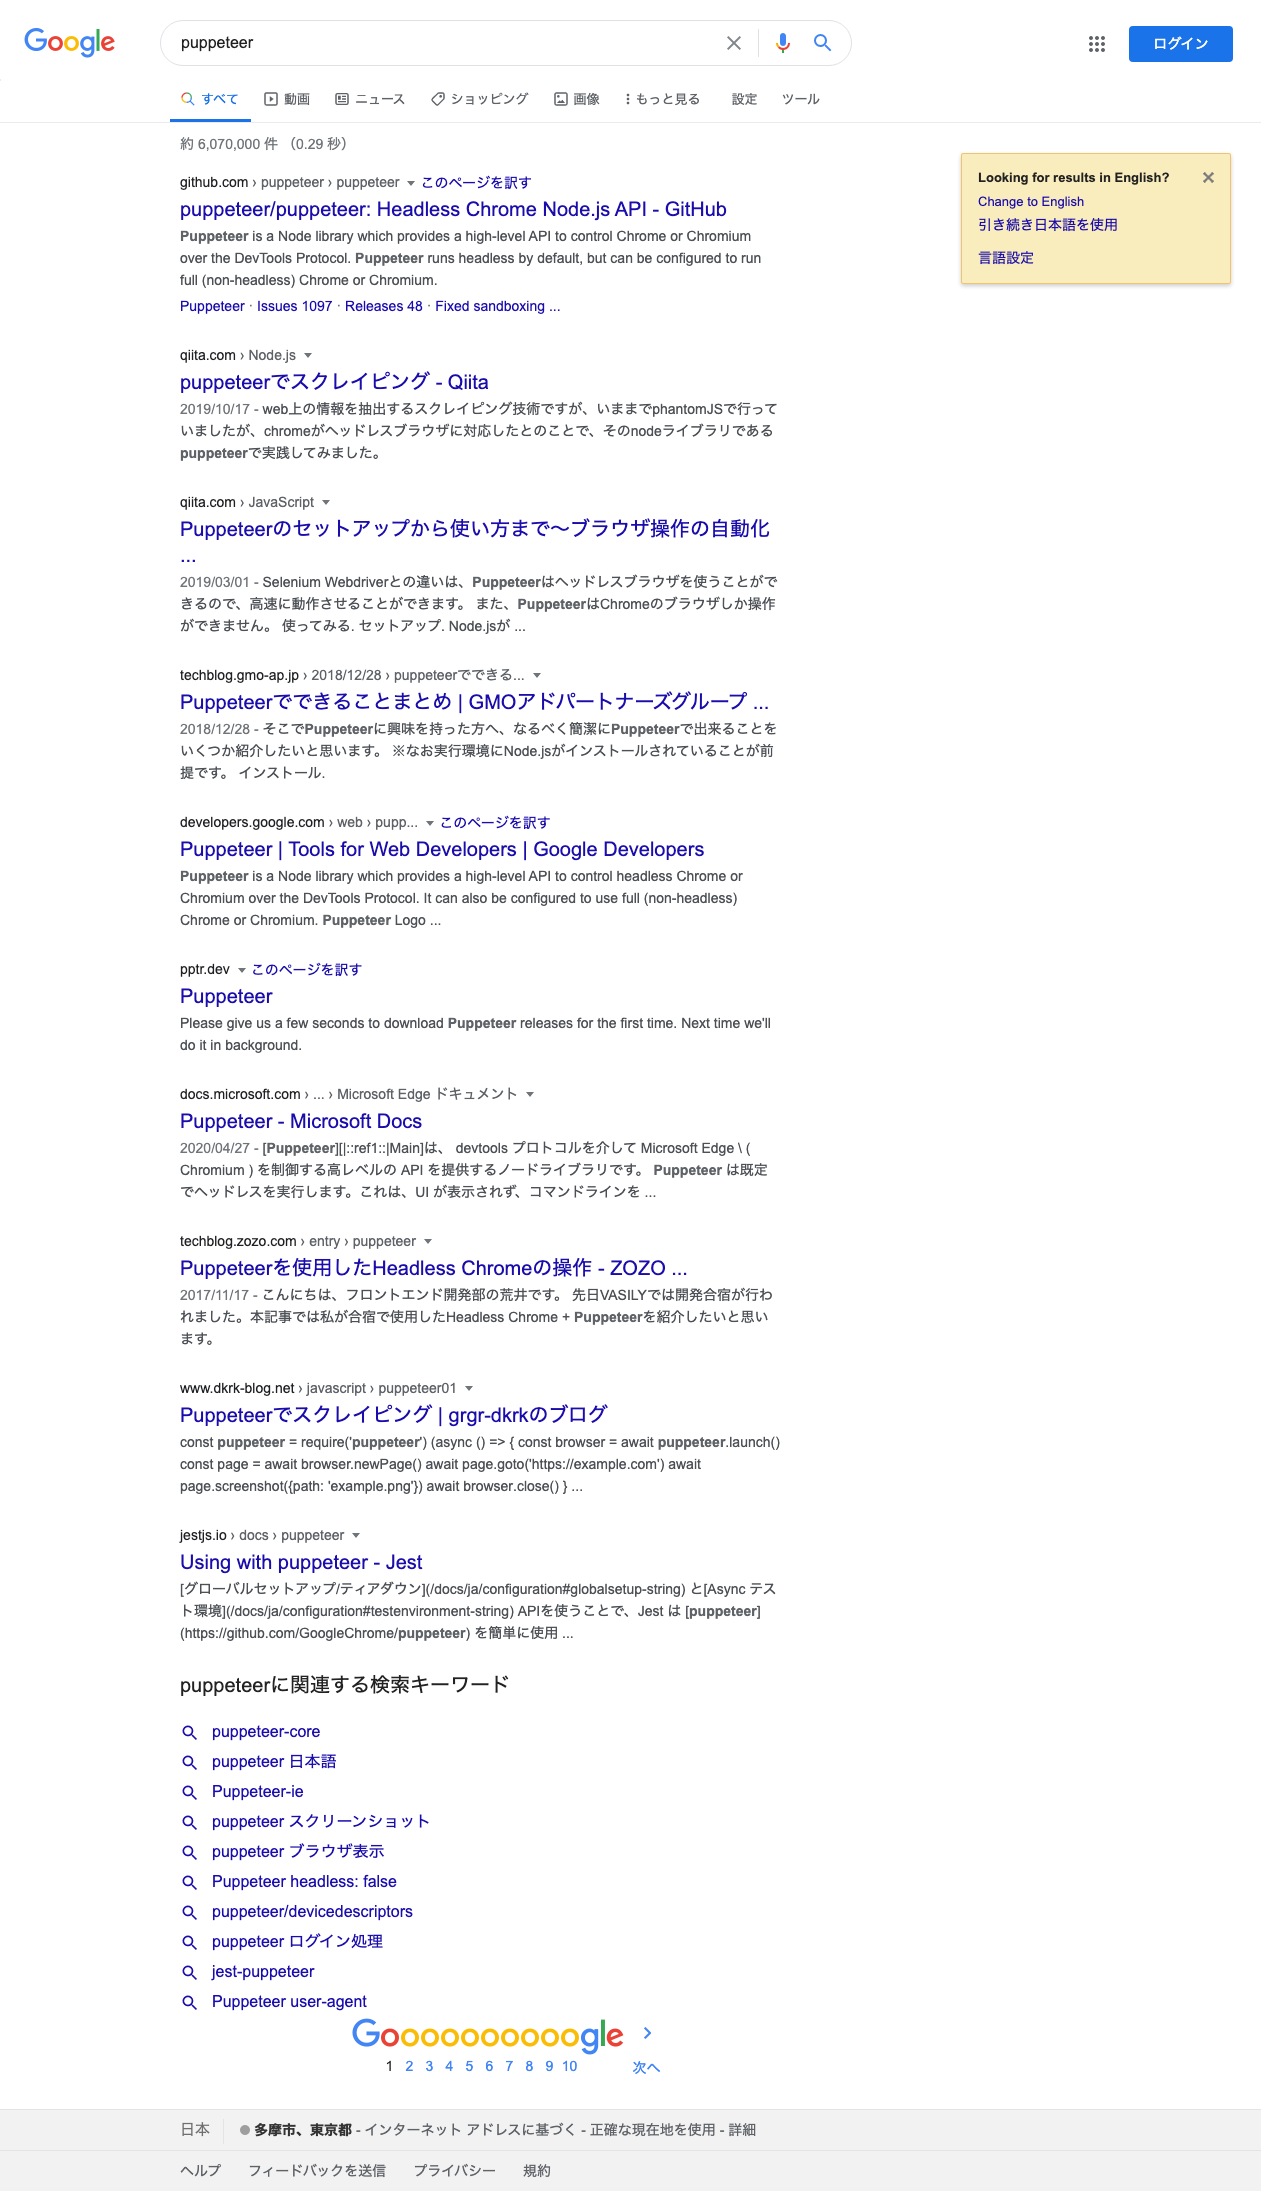 Google
puppeteer
ログイン
すべて 動画 ニュース ショッピング 画像 もっと見る 設定 ツール
約 6,070,000 件 （0.29 秒）
Looking for results in English?
Change to English
引き続き日本語を使用
言語設定
github.com › puppeteer › puppeteer このページを訳す
puppeteer/puppeteer: Headless Chrome Node.js API - GitHub
Puppeteer is a Node library which provides a high-level API to control Chrome or Chromium
over the DevTools Protocol. Puppeteer runs headless by default, but can be configured to run
full (non-headless) Chrome or Chromium.
Puppeteer · Issues 1097 · Releases 48 · Fixed sandboxing ...
qiita.com › Node.js
puppeteerでスクレイピング - Qiita
2019/10/17 - web上の情報を抽出するスクレイピング技術ですが、いままでphantomJSで行って
いましたが、chromeがヘッドレスブラウザに対応したとのことで、そのnodeライブラリである
puppeteerで実践してみました。
qiita.com › JavaScript
Puppeteerのセットアップから使い方まで～ブラウザ操作の自動化
...
2019/03/01 - Selenium Webdriverとの違いは、Puppeteerはヘッドレスブラウザを使うことがで
きるので、高速に動作させることができます。 また、PuppeteerはChromeのブラウザしか操作
ができません。 使ってみる. セットアップ. Node.jsが ...
techblog.gmo-ap.jp › 2018/12/28 › puppeteerでできる...
Puppeteerでできることまとめ | GMOアドパートナーズグループ ...
2018/12/28 - そこでPuppeteerに興味を持った方へ、なるべく簡潔にPuppeteerで出来ることを
いくつか紹介したいと思います。 ※なお実行環境にNode.jsがインストールされていることが前
提です。 インストール.
developers.google.com › web › pupp... このページを訳す
Puppeteer | Tools for Web Developers | Google Developers
Puppeteer is a Node library which provides a high-level API to control headless Chrome or
Chromium over the DevTools Protocol. It can also be configured to use full (non-headless)
Chrome or Chromium. Puppeteer Logo ...
pptr.dev このページを訳す
Puppeteer
Please give us a few seconds to download Puppeteer releases for the first time. Next time we'll
do it in background.
docs.microsoft.com › ... › Microsoft Edge ドキュメント
Puppeteer - Microsoft Docs
2020/04/27 - [Puppeteer][|::ref1::|Main]は、 devtools プロトコルを介して Microsoft Edge \ (
Chromium ) を制御する高レベルの API を提供するノードライブラリです。 Puppeteer は既定
でヘッドレスを実行します。これは、UI が表示されず、コマンドラインを ...
techblog.zozo.com › entry › puppeteer
Puppeteerを使用したHeadless Chromeの操作 - ZOZO ...
2017/11/17 - こんにちは、フロントエンド開発部の荒井です。 先日VASILYでは開発合宿が行わ
れました。本記事では私が合宿で使用したHeadless Chrome + Puppeteerを紹介したいと思い
ます。
www.dkrk-blog.net › javascript › puppeteer01
Puppeteerでスクレイピング | grgr-dkrkのブログ
const puppeteer = require('puppeteer') (async () => { const browser = await puppeteer.launch()
const page = await browser.newPage() await page.goto('https://example.com') await
page.screenshot({path: 'example.png'}) await browser.close() } ...
jestjs.io › docs › puppeteer
Using with puppeteer - Jest
[グローバルセットアップ/ティアダウン](/docs/ja/configuration#globalsetup-string) と[Async テス
ト環境](/docs/ja/configuration#testenvironment-string) APIを使うことで、Jest は [puppeteer]
(https://github.com/GoogleChrome/puppeteer) を簡単に使用 ...
puppeteerに関連する検索キーワード
puppeteer-core
puppeteer 日本語
Puppeteer-ie
puppeteer スクリーンショット
puppeteer ブラウザ表示
Puppeteer headless: false
puppeteer/devicedescriptors
puppeteer ログイン処理
jest-puppeteer
Puppeteer user-agent
Goooooooooogle
1 2 3 4 5 6 7 8 9 10 次へ
日本 多摩市、東京都 - インターネット アドレスに基づく - 正確な現在地を使用 - 詳細
ヘルプ フィードバックを送信 プライバシー 規約